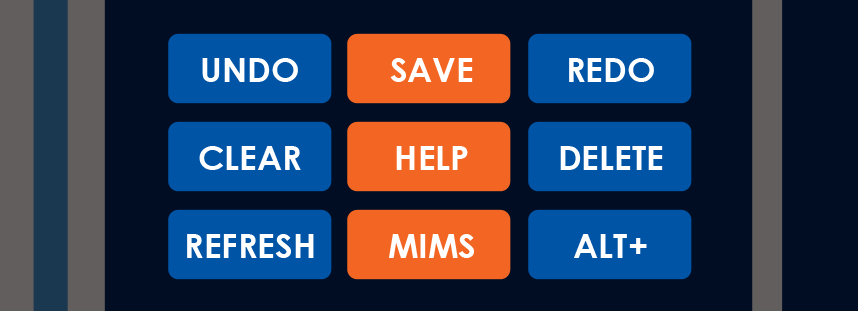 UNDO SAVE REDO
CLEAR HELP DELETE
REFRESH MIMS ALT+